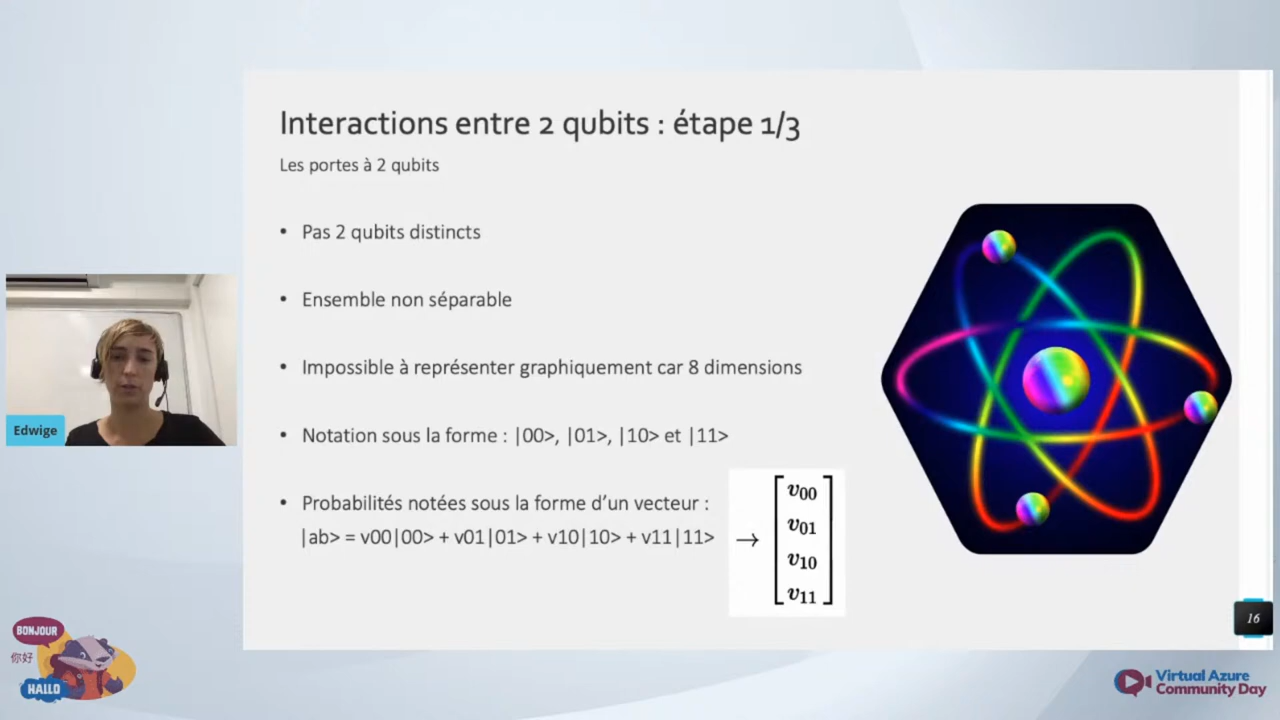 Interactions entre 2 qubits : étape 1/3
Les portes à 2 qubits
• Pas 2 qubits distincts
• Ensemble non séparable
• Impossible à représenter graphiquement car 8 dimensions
• Notation sous la forme : |00>, |01>, |10> et |11>
• Probabilités notées sous la forme d’un vecteur :
|ab> = v00|00> + v01|01> + v10|10> + v11|11>
→
v00
v01
v10
v11
Edwige
16
BONJOUR
你好
HALLO
Virtual Azure
Community Day